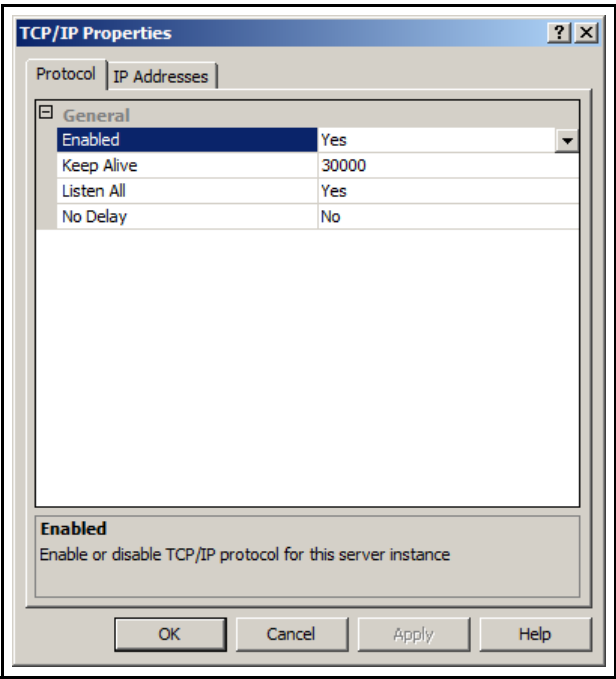 TCP/IP Properties
Protocol IP Addresses
General
Enabled Yes
Keep Alive 30000
Listen All Yes
No Delay No
Enabled
Enable or disable TCP/IP protocol for this server instance
OK Cancel Apply Help